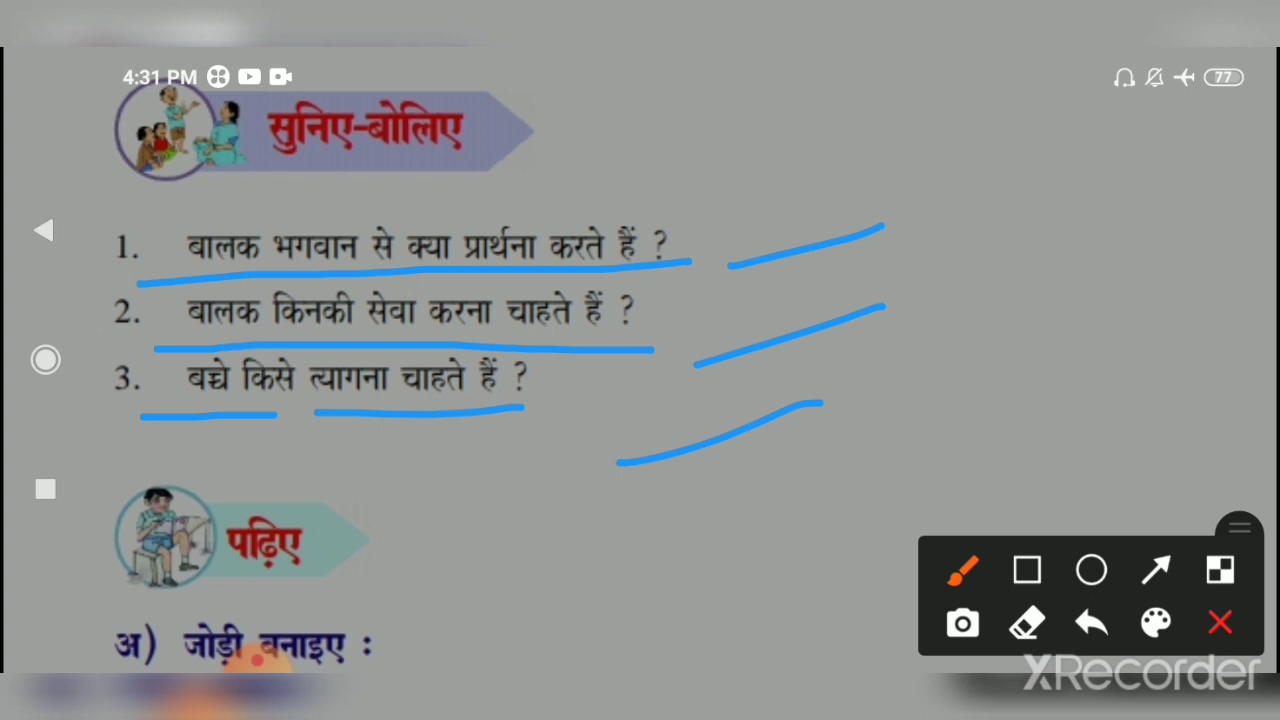 4:31 PM
77
सुनिए-बोलिए
1. बालक भगवान से क्या प्रार्थना करते हैं ?
2. बालक किनकी सेवा करना चाहते हैं ?
3. बच्चे किसे त्यागना चाहते हैं ?
पढ़िए
अ) जोड़ी बनाइए :
XRecorder